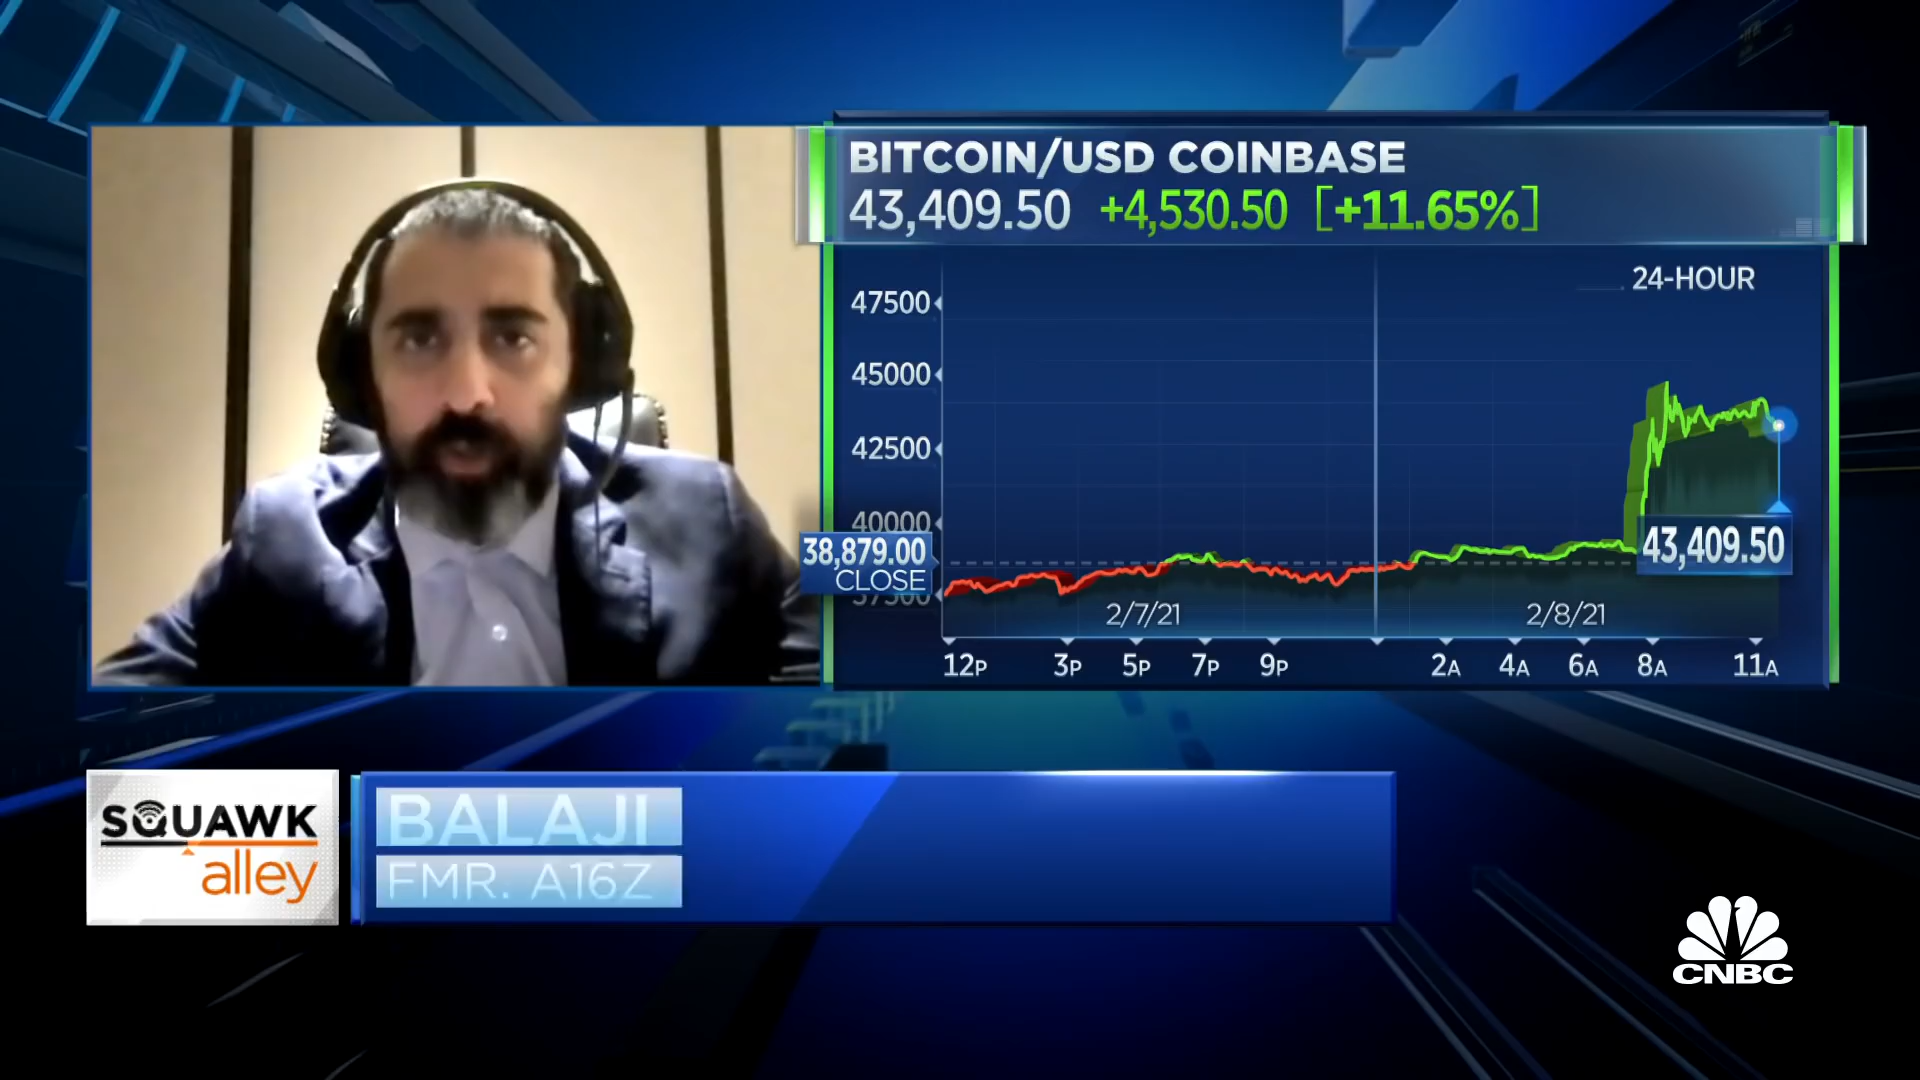 BITCOIN/USD COINBASE
43,409.50 +4,530.50 [+11.65%]
24-HOUR
47500
45000
42500
40000
38,879.00
CLOSE
37500
43,409.50
2/7/21
2/8/21
12P 3P 5P 7P 9P 2A 4A 6A 8A 11A
SQUAWK
alley
BALAJI
FMR. A16Z
CNBC